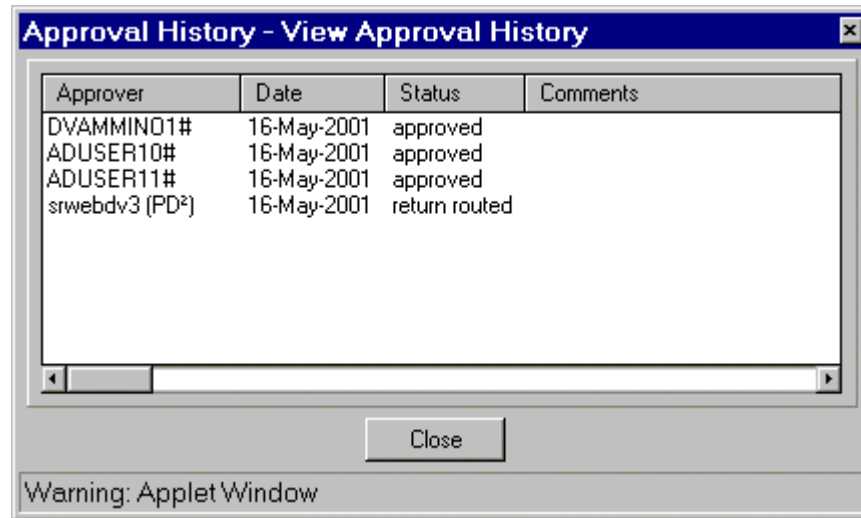 Approval History - View Approval History
Approver Date Status Comments
DVAMMINO1# 16-May-2001 approved
ADUSER10# 16-May-2001 approved
ADUSER11# 16-May-2001 approved
srwebdv3 (PD²) 16-May-2001 return routed
Close
Warning: Applet Window